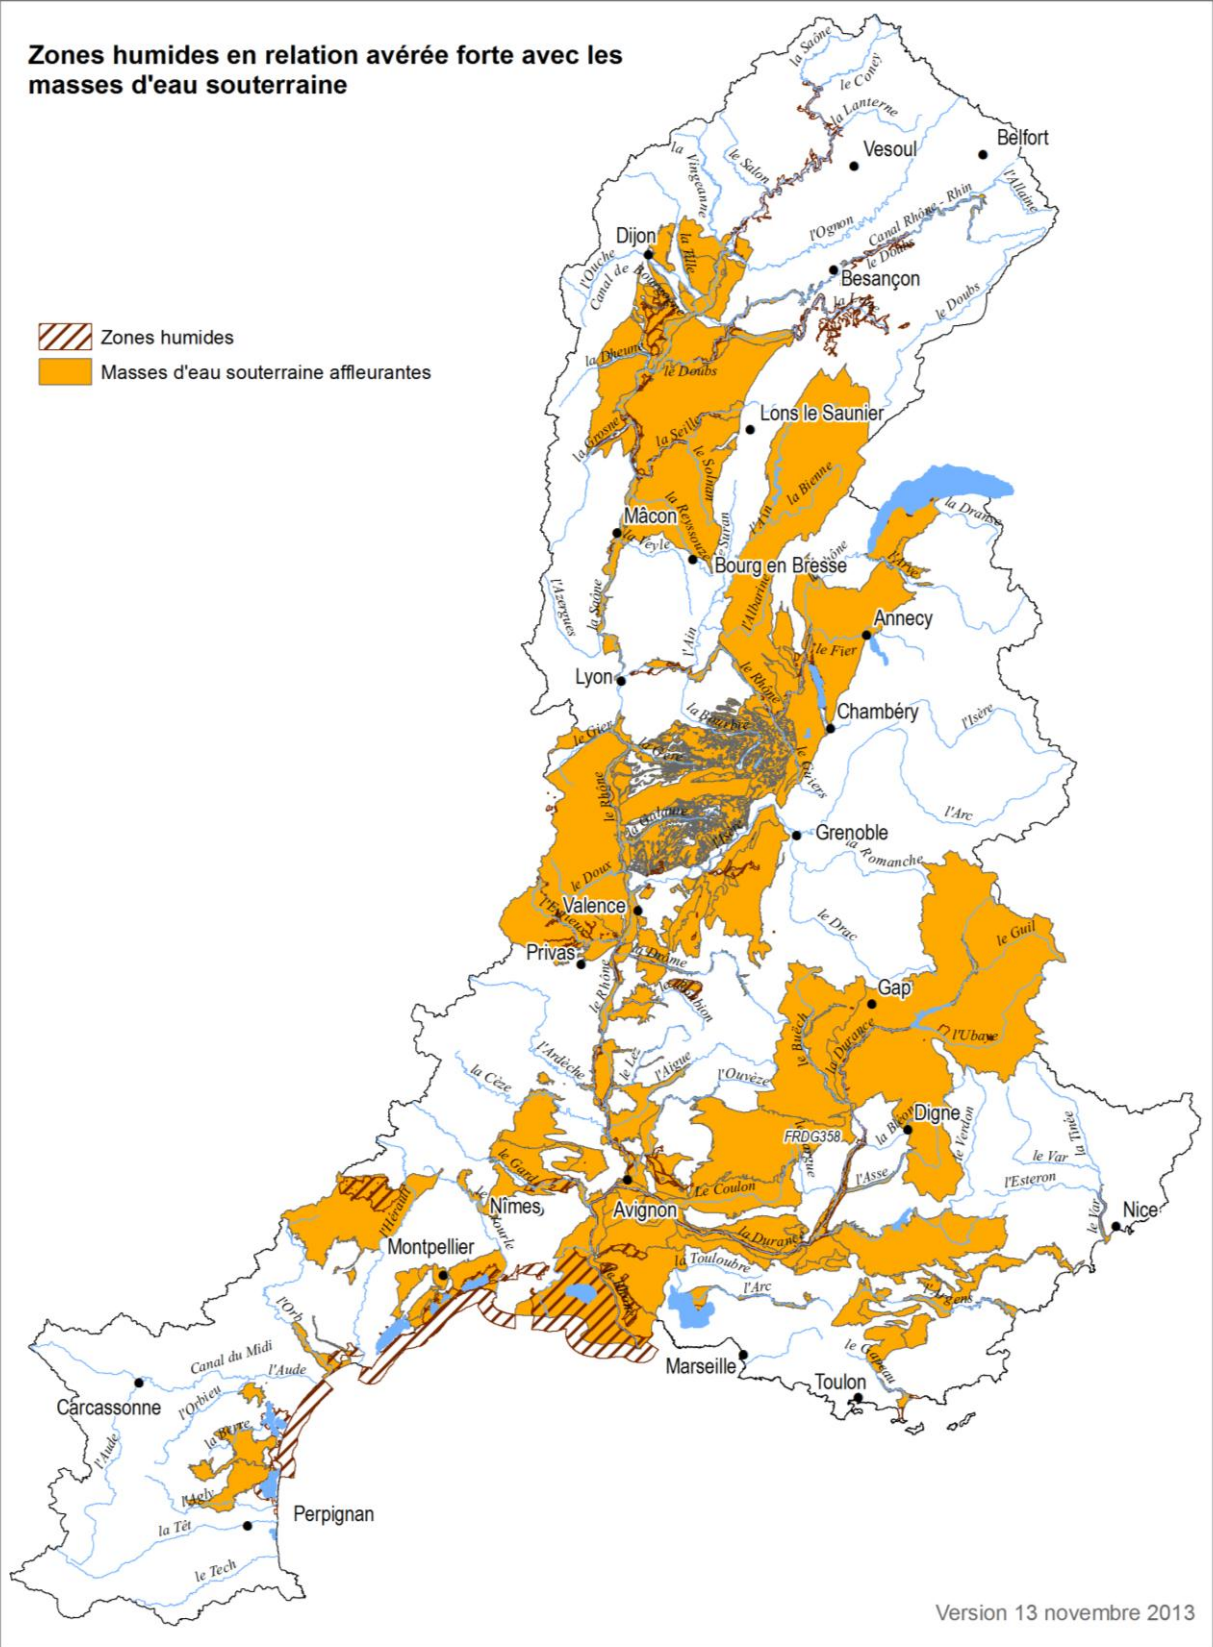 Zones humides en relation avérée forte avec les
masses d'eau souterraine
Zones humides
Masses d'eau souterraine affleurantes
la Saône
le Coney
la Lanterne
Vesoul
Belfort
la Vingeanne
le Salon
l'Allaine
l'Ognon
Canal Rhône - Rhin
le Doubs
Dijon
la Tille
l'Ouche
Canal de Bourgogne
Besançon
la Loue
le Doubs
la Dheune
le Doubs
Lons le Saunier
la Grosne
la Seille
le Solnan
la Bienne
la Reyssouze
l'Ain
la Dranse
Mâcon
la Veyle
le Suran
le Rhône
Bourg en Bresse
l'Arve
l'Azergues
la Saône
l'Albarine
Annecy
l'Ain
le Fier
Lyon
le Rhône
la Bourbre
Chambéry
l'Isère
le Gier
la Gère
le Guiers
le Rhône
l'Arc
la Galaure
l'Isère
Grenoble
la Romanche
le Doux
Valence
l'Eyrieux
le Drac
le Guil
Privas
la Drôme
le Rhône
le Roubion
Gap
le Buëch
la Durance
l'Ubaye
l'Ardèche
le Lez
l'Aigue
l'Ouvèze
la Cèze
FRDG358
la Bléone
Digne
le Verdon
la Tinée
le Var
l'Esteron
le Gard
Le Coulon
l'Asse
Nîmes
Avignon
le Var
Nice
l'Hérault
Montpellier
la Durance
la Touloubre
l'Arc
l'Argens
l'Orb
Canal du Midi
l'Aude
Marseille
le Gapeau
Toulon
Carcassonne
l'Orbieu
la Berre
l'Aude
l'Agly
Perpignan
la Têt
le Tech
Version 13 novembre 2013